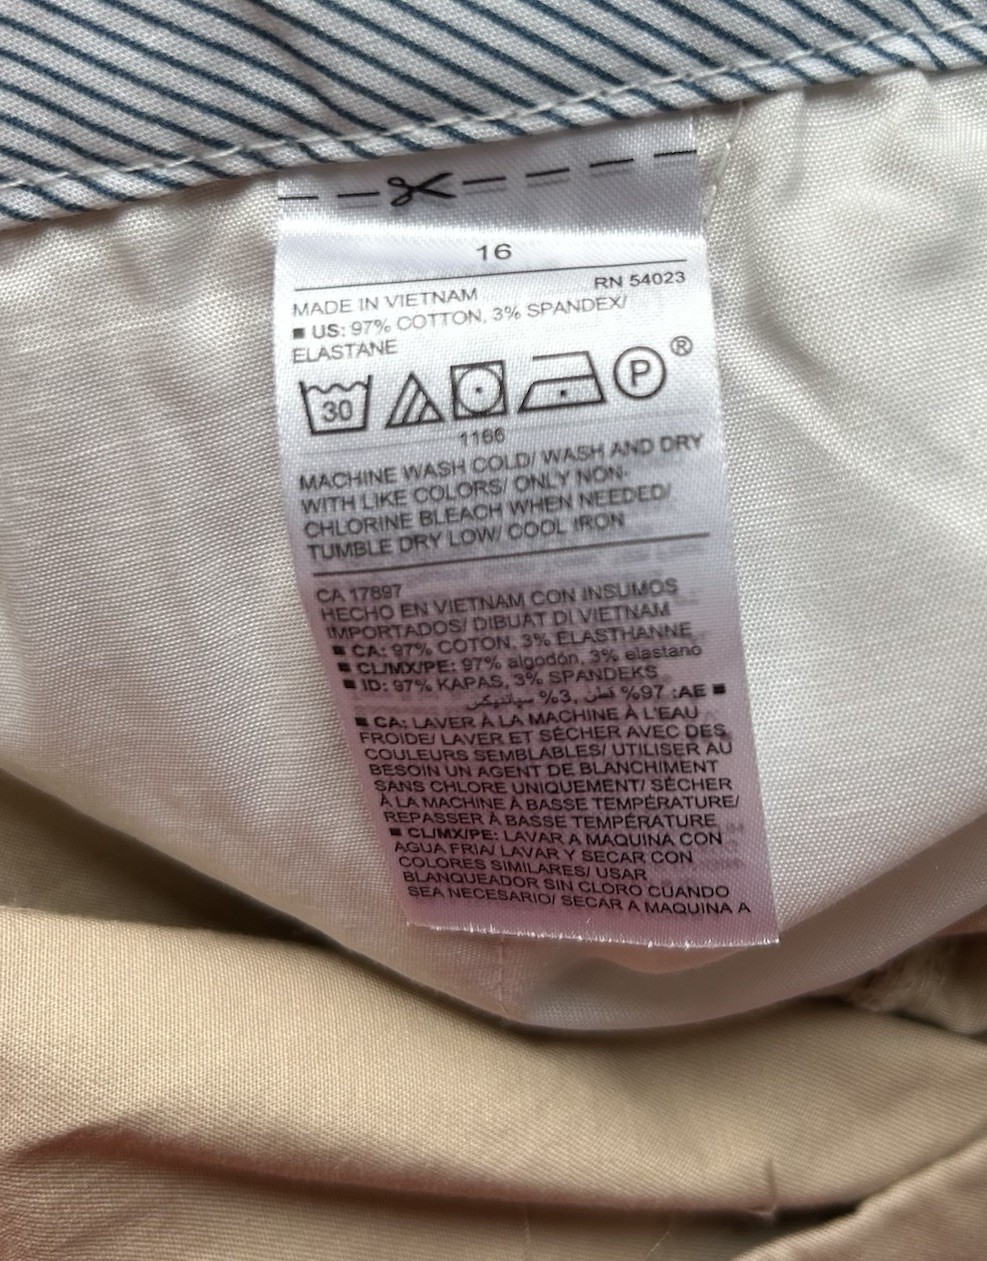 16
RN 54023
MADE IN VIETNAM
■ US: 97% COTTON, 3% SPANDEX/
ELASTANE
30 P ®
1166
MACHINE WASH COLD/ WASH AND DRY
WITH LIKE COLORS/ ONLY NON-
CHLORINE BLEACH WHEN NEEDED/
TUMBLE DRY LOW/ COOL IRON
CA 17897
HECHO EN VIETNAM CON INSUMOS
IMPORTADOS/ DIBUAT DI VIETNAM
■ CA: 97% COTON, 3% ÉLASTHANNE
■ CL/MX/PE: 97% algodón, 3% elastano
■ ID: 97% KAPAS, 3% SPANDEKS
■ AE: 97% قطن, 3% سباندیکس
■ CA: LAVER À LA MACHINE À L'EAU
FROIDE/ LAVER ET SÉCHER AVEC DES
COULEURS SEMBLABLES/ UTILISER AU
BESOIN UN AGENT DE BLANCHIMENT
SANS CHLORE UNIQUEMENT/ SÉCHER
À LA MACHINE À BASSE TEMPÉRATURE/
REPASSER À BASSE TEMPÉRATURE
■ CL/MX/PE: LAVAR A MAQUINA CON
AGUA FRIA/ LAVAR Y SECAR CON
COLORES SIMILARES/ USAR
BLANQUEADOR SIN CLORO CUANDO
SEA NECESARIO/ SECAR A MAQUINA A